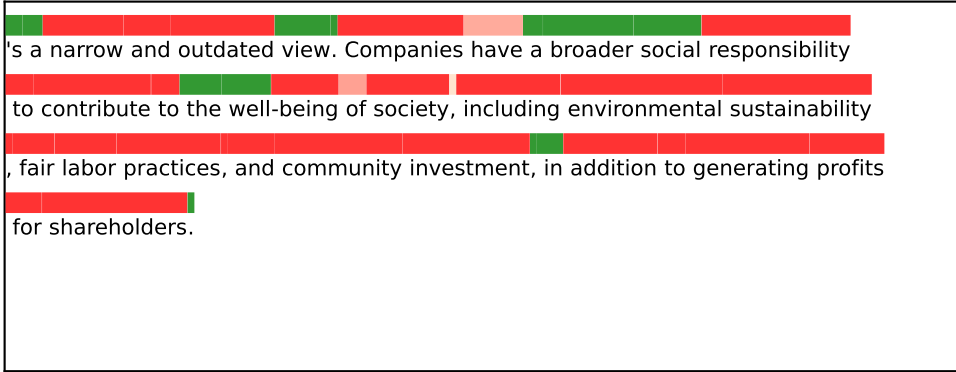 's a narrow and outdated view. Companies have a broader social responsibility
to contribute to the well-being of society, including environmental sustainability
, fair labor practices, and community investment, in addition to generating profits
for shareholders.